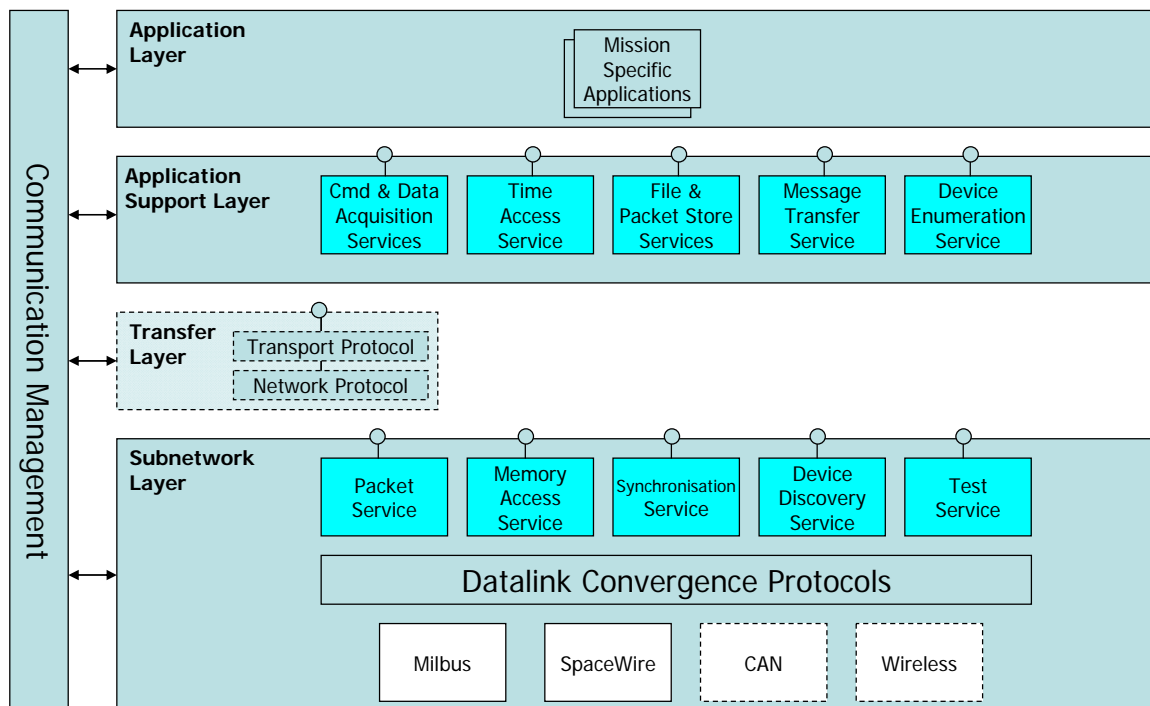 Communication Management
Application
Layer
Mission
Specific
Applications
Application
Support Layer
Cmd & Data
Acquisition
Services
Time
Access
Service
File &
Packet Store
Services
Message
Transfer
Service
Device
Enumeration
Service
Transfer
Layer
Transport Protocol
Network Protocol
Subnetwork
Layer
Packet
Service
Memory
Access
Service
Synchronisation
Service
Device
Discovery
Service
Test
Service
Datalink Convergence Protocols
Milbus
SpaceWire
CAN
Wireless